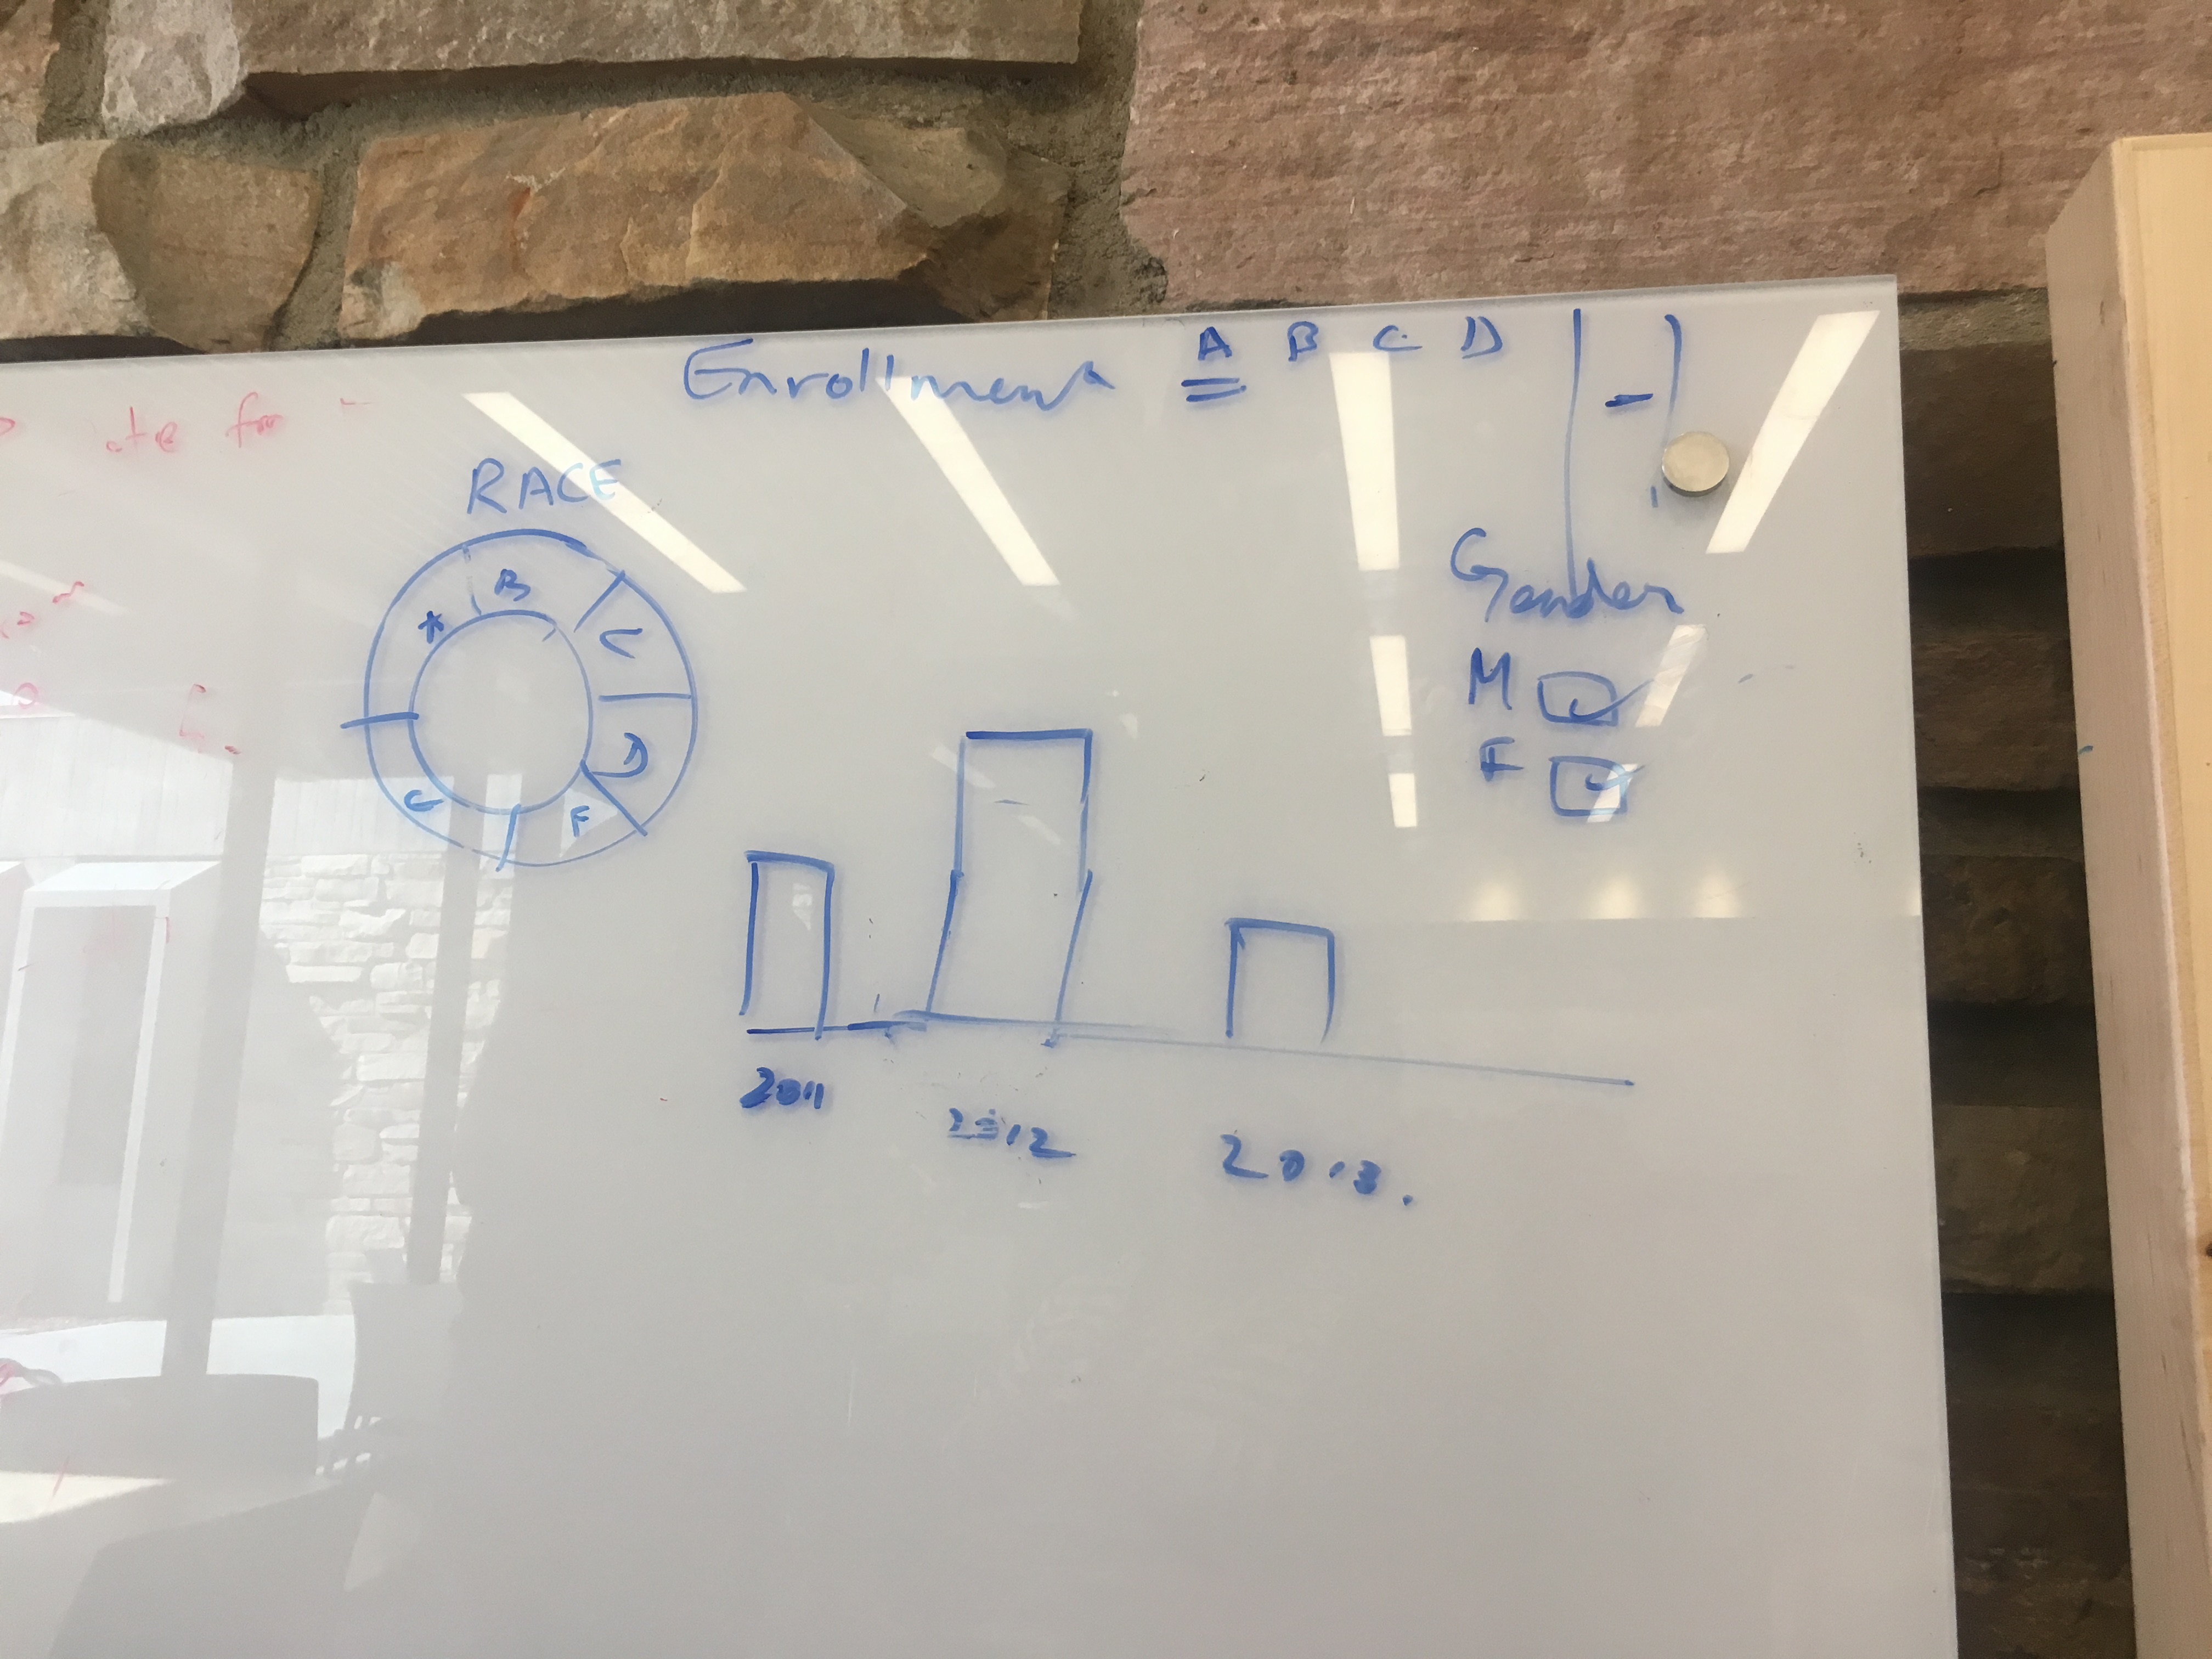 Enrollment A B C D
RACE
B
C
D
F
G
Gender
M
F
2011
2012
2013.